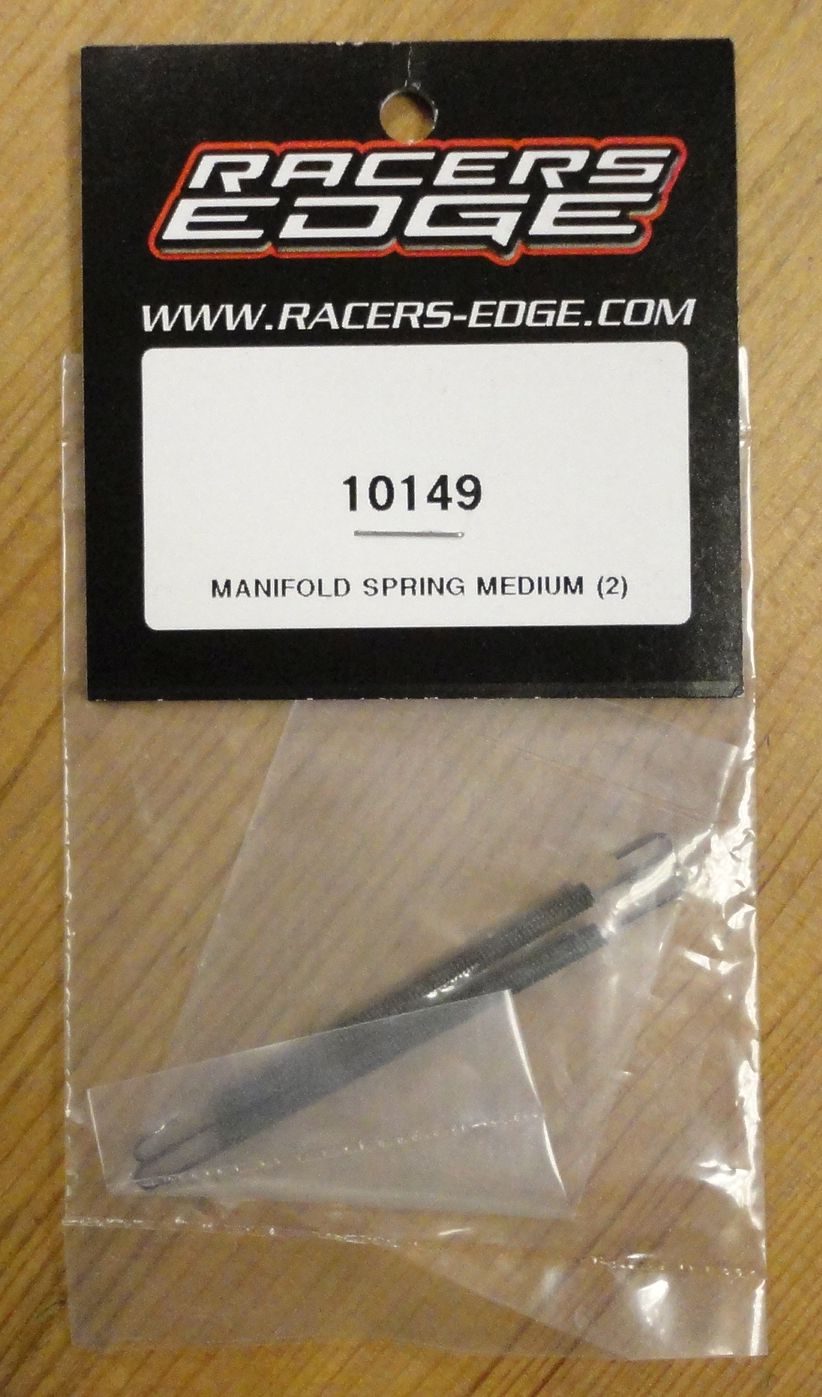 RACERS
EDGE
WWW.RACERS-EDGE.COM
10149
MANIFOLD SPRING MEDIUM (2)